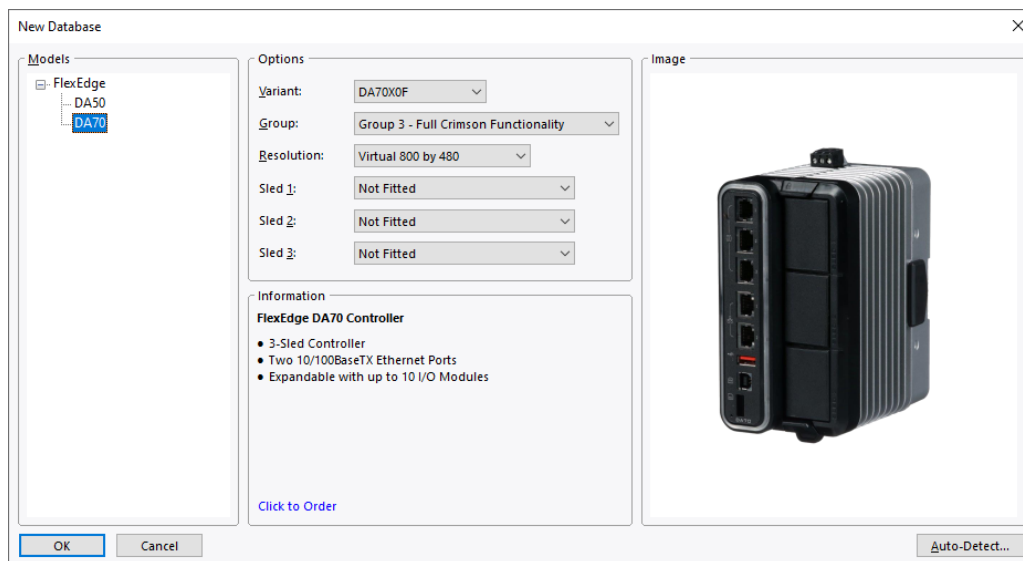 New Database
Models
FlexEdge
DA50
DA70
Options
Variant: DA70X0F
Group: Group 3 - Full Crimson Functionality
Resolution: Virtual 800 by 480
Sled 1: Not Fitted
Sled 2: Not Fitted
Sled 3: Not Fitted
Information
FlexEdge DA70 Controller
• 3-Sled Controller
• Two 10/100BaseTX Ethernet Ports
• Expandable with up to 10 I/O Modules
Click to Order
Image
DA70
OK Cancel Auto-Detect...